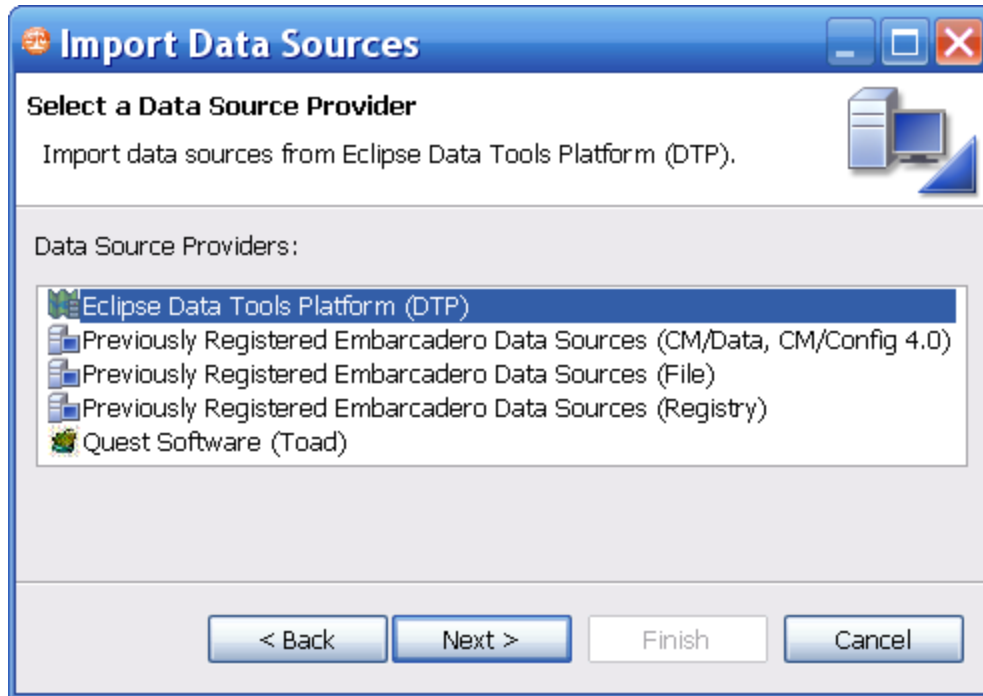 Import Data Sources
Select a Data Source Provider
Import data sources from Eclipse Data Tools Platform (DTP).
Data Source Providers:
Eclipse Data Tools Platform (DTP)
Previously Registered Embarcadero Data Sources (CM/Data, CM/Config 4.0)
Previously Registered Embarcadero Data Sources (File)
Previously Registered Embarcadero Data Sources (Registry)
Quest Software (Toad)
< Back Next > Finish Cancel